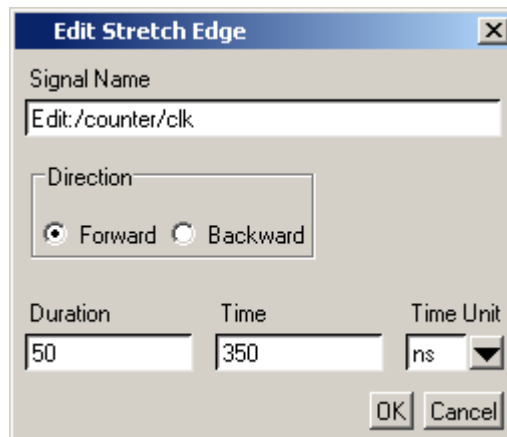 Edit Stretch Edge
Signal Name
Edit:/counter/clk
Direction
Forward Backward
Duration Time Time Unit
50 350 ns
OK Cancel